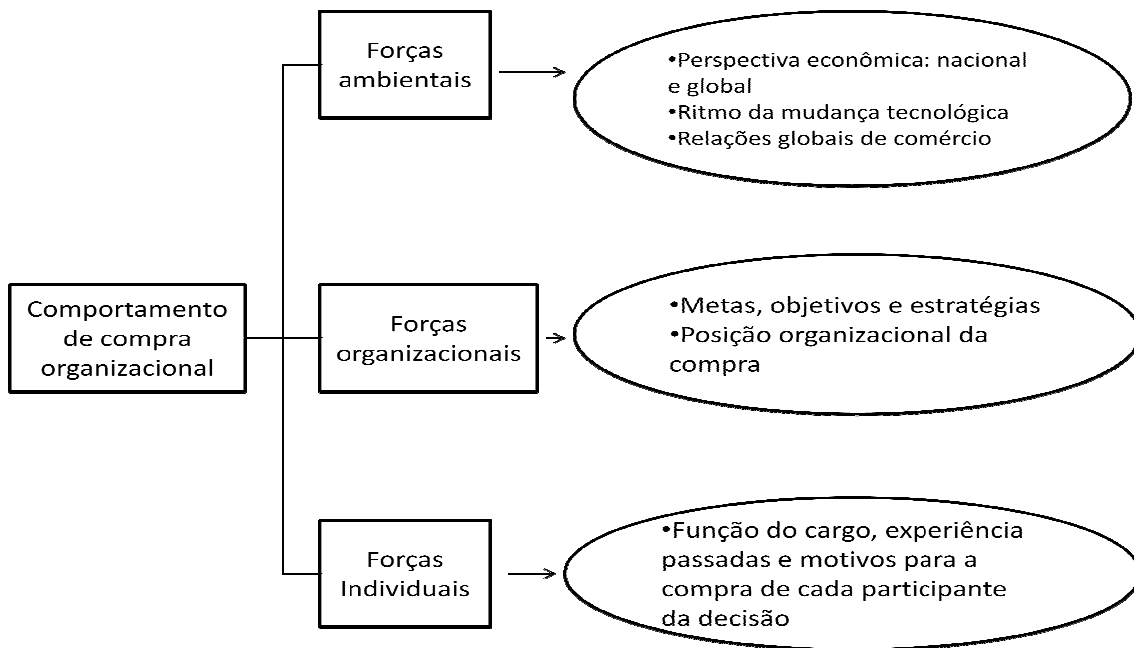 Forças
ambientais
•Perspectiva econômica: nacional
e global
•Ritmo da mudança tecnológica
•Relações globais de comércio
Comportamento
de compra
organizacional
Forças
organizacionais
•Metas, objetivos e estratégias
•Posição organizacional da
compra
Forças
Individuais
•Função do cargo, experiência
passadas e motivos para a
compra de cada participante
da decisão